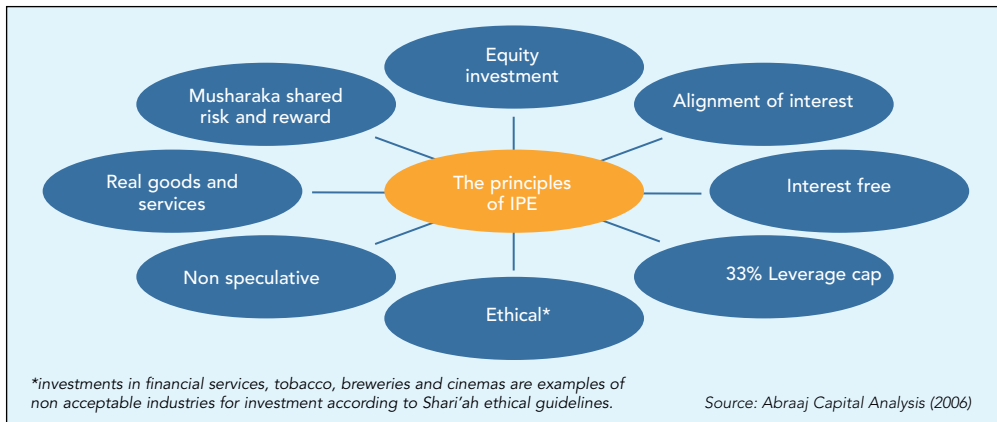 Equity
investment
Musharaka shared
risk and reward
Alignment of interest
Real goods and
services
The principles
of IPE
Interest free
Non speculative
33% Leverage cap
Ethical*
*investments in financial services, tobacco, breweries and cinemas are examples of
non acceptable industries for investment according to Shari'ah ethical guidelines.
Source: Abraaj Capital Analysis (2006)